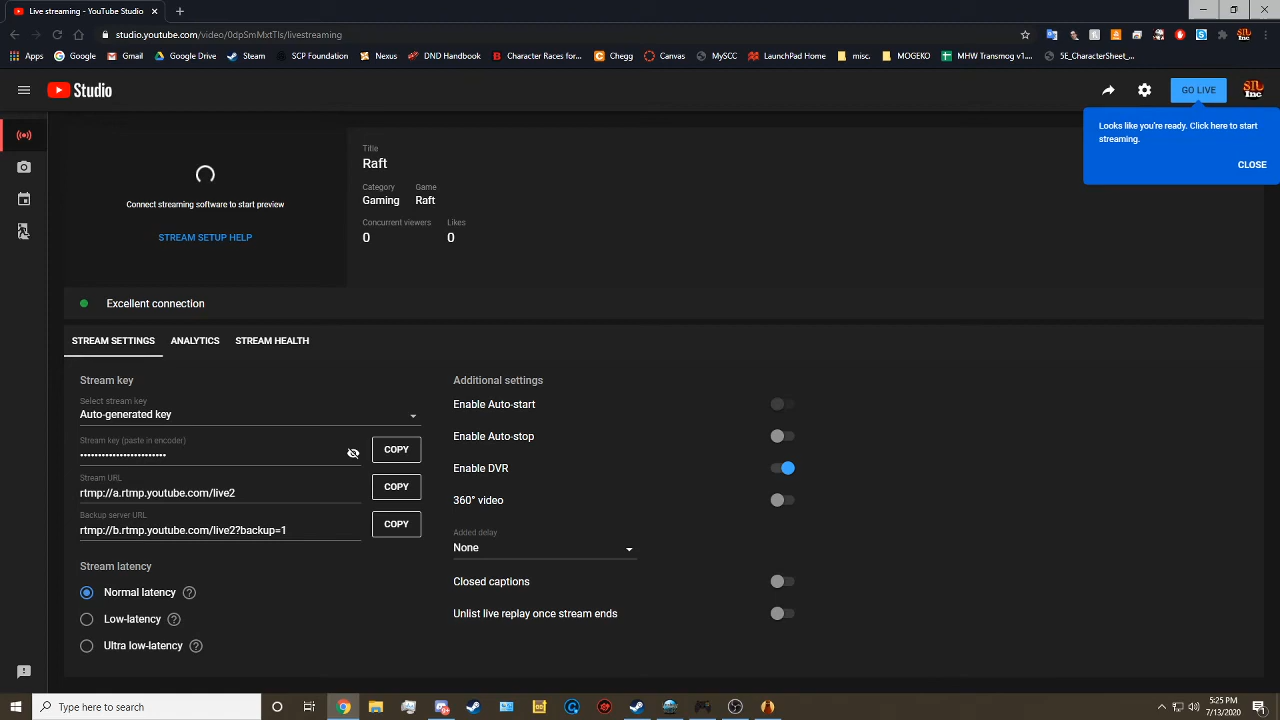 Live streaming - YouTube Studio
studio.youtube.com/video/0dpSmMxtTIs/livestreaming
Apps Google Gmail Google Drive Steam SCP Foundation Nexus DND Handbook Character Races for... Chegg Canvas MySCC LaunchPad Home misc. MOGEKO MHW Transmog v1.... 5E_CharacterSheet_...
Studio
GO LIVE
Looks like you're ready. Click here to start
streaming.
CLOSE
Connect streaming software to start preview
STREAM SETUP HELP
Title
Raft
Category Game
Gaming Raft
Concurrent viewers Likes
0 0
Excellent connection
STREAM SETTINGS ANALYTICS STREAM HEALTH
Stream key
Select stream key
Auto-generated key
Stream key (paste in encoder)
••••••••••••••••••••••••
COPY
Stream URL
rtmp://a.rtmp.youtube.com/live2
COPY
Backup server URL
rtmp://b.rtmp.youtube.com/live2?backup=1
COPY
Stream latency
Normal latency
Low-latency
Ultra low-latency
Additional settings
Enable Auto-start
Enable Auto-stop
Enable DVR
360° video
Added delay
None
Closed captions
Unlist live replay once stream ends
Type here to search
5:25 PM
7/13/2020